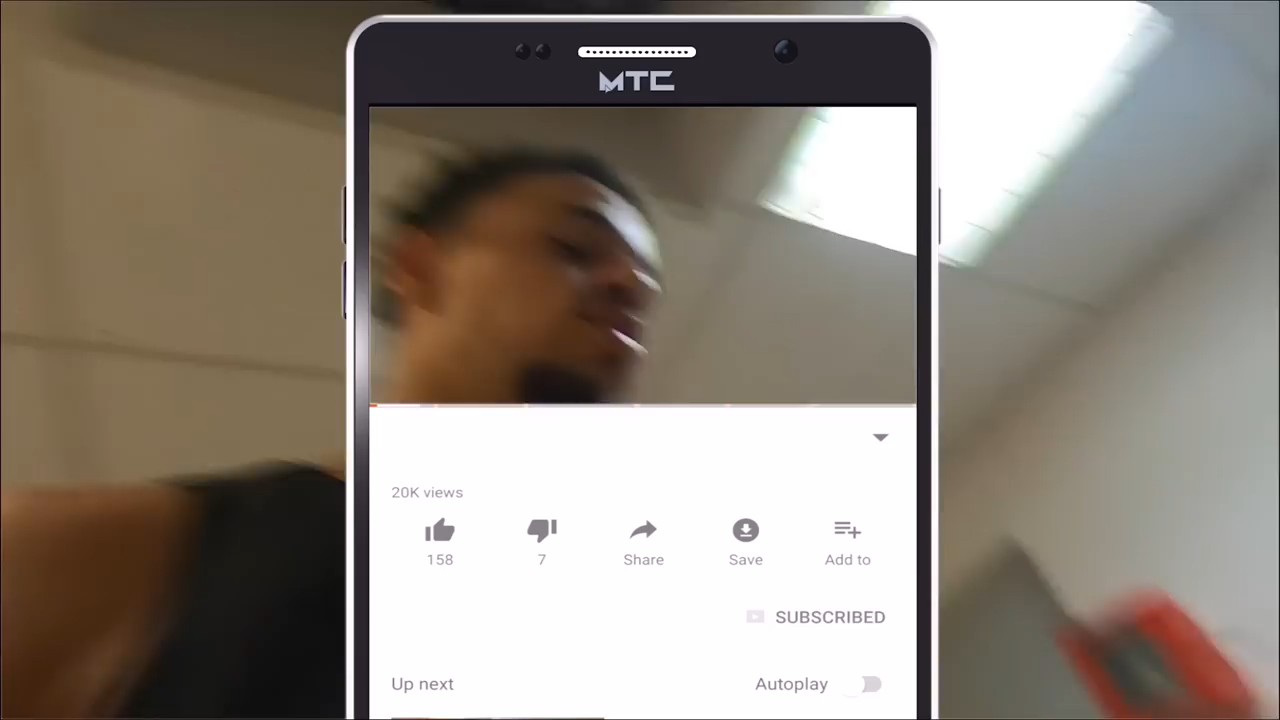 MTC
20K views
158
7
Share
Save
Add to
SUBSCRIBED
Up next
Autoplay